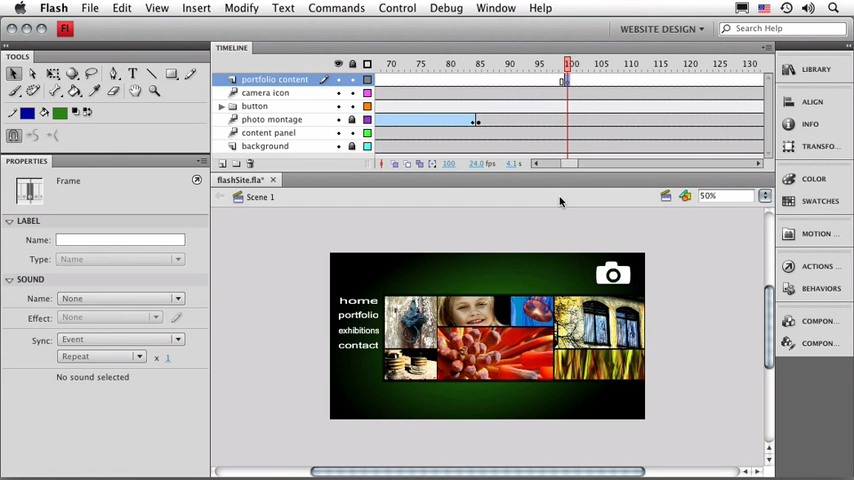 Flash File Edit View Insert Modify Text Commands Control Debug Window Help
Fl WEBSITE DESIGN Search Help
TOOLS
TIMELINE
70 75 80 85 90 95 100 105 110 115 120 125 130
portfolio content
camera icon
button
photo montage
content panel
background
100 24.0 fps 4.1 s
PROPERTIES
Frame
LABEL
Name:
Type: Name
SOUND
Name: None
Effect: None
Sync: Event
Repeat x 1
No sound selected
flashSite.fla* ×
Scene 1
50%
home
portfolio
exhibitions
contact
LIBRARY
ALIGN
INFO
TRANSFO...
COLOR
SWATCHES
MOTION ...
ACTIONS ...
BEHAVIORS
COMPON...
COMPON...